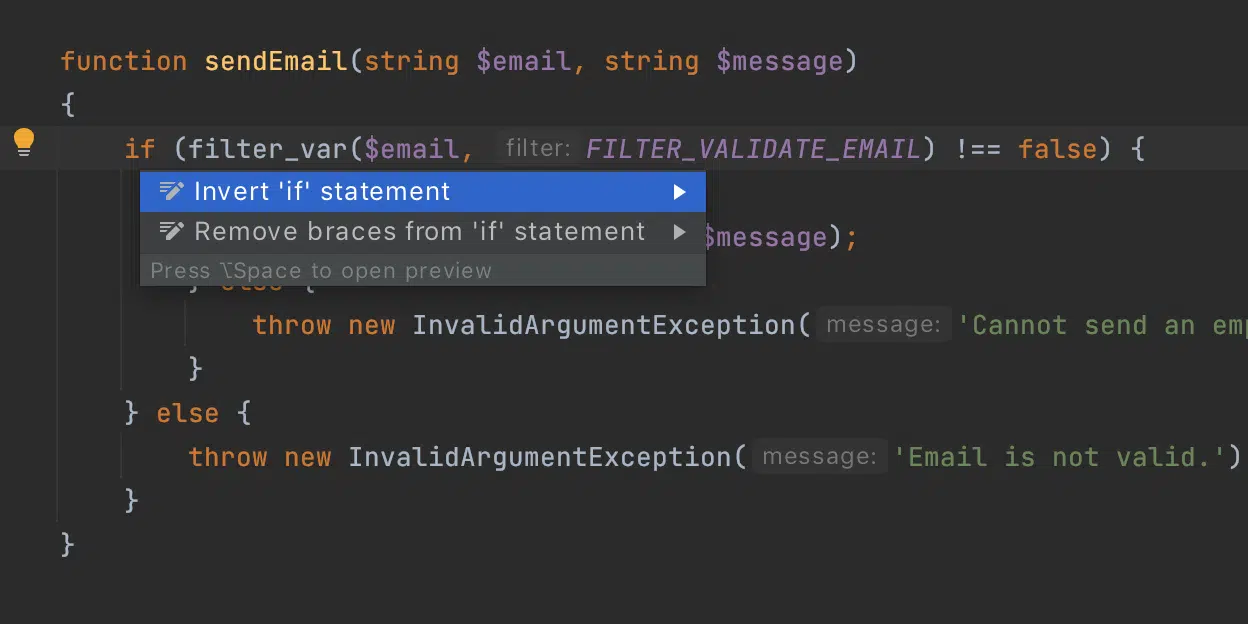 function sendEmail(string $email, string $message)
{
if (filter_var($email, filter: FILTER_VALIDATE_EMAIL) !== false) {
Invert 'if' statement
Remove braces from 'if' statement
$message);
Press ⌥Space to open preview
} else {
throw new InvalidArgumentException( message: 'Cannot send an
}
} else {
throw new InvalidArgumentException( message: 'Email is not valid.')
}
}